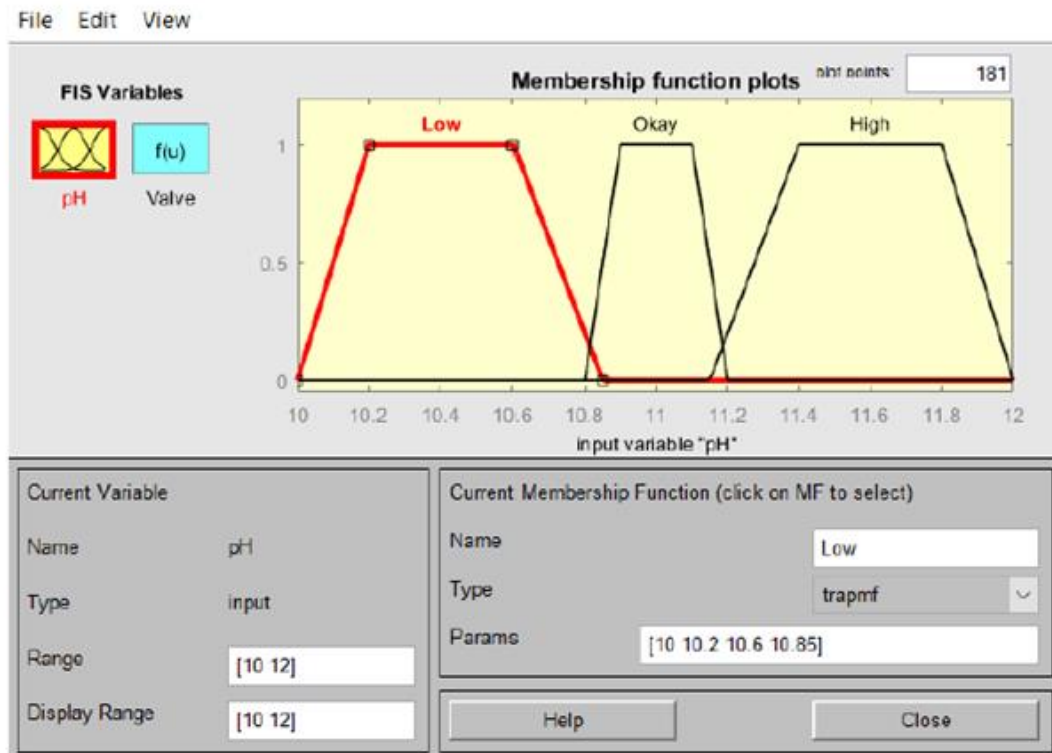 File Edit View
FIS Variables
f(u)
pH Valve
Membership function plots
plot points: 181
Low Okay High
1
0.5
0
10 10.2 10.4 10.6 10.8 11 11.2 11.4 11.6 11.8 12
input variable "pH"
Current Variable
Name pH
Type input
Range [10 12]
Display Range [10 12]
Current Membership Function (click on MF to select)
Name Low
Type trapmf
Params [10 10.2 10.6 10.85]
Help Close